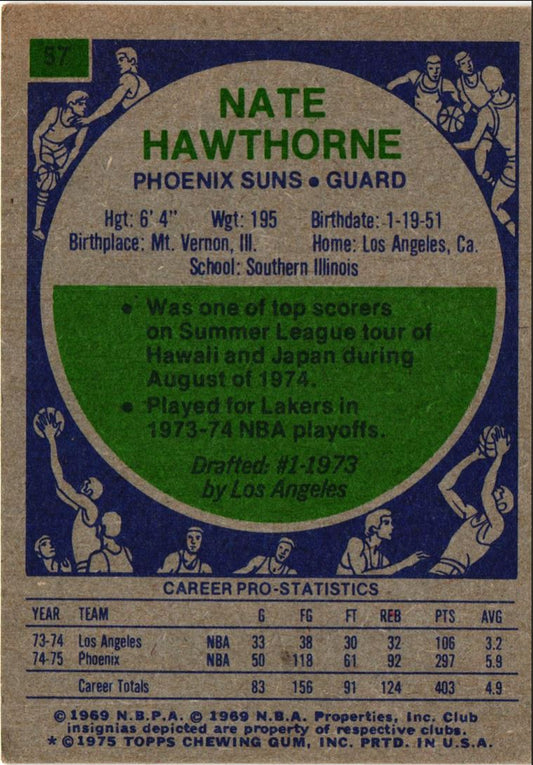 57
NATE
HAWTHORNE
PHOENIX SUNS • GUARD
Hgt: 6' 4" Wgt: 195 Birthdate: 1-19-51
Birthplace: Mt. Vernon, Ill. Home: Los Angeles, Ca.
School: Southern Illinois
• Was one of top scorers
on Summer League tour of
Hawaii and Japan during
August of 1974.
• Played for Lakers in
1973-74 NBA playoffs.
Drafted: #1-1973
by Los Angeles
CAREER PRO-STATISTICS
YEAR TEAM G FG FT REB PTS AVG
73-74 Los Angeles NBA 33 38 30 32 106 3.2
74-75 Phoenix NBA 50 118 61 92 297 5.9
Career Totals 83 156 91 124 403 4.9
© 1969 N.B.P.A. © 1969 N.B.A. Properties, Inc. Club
insignias depicted are property of respective clubs.
* © 1975 TOPPS CHEWING GUM, INC. PRTD. IN U.S.A.